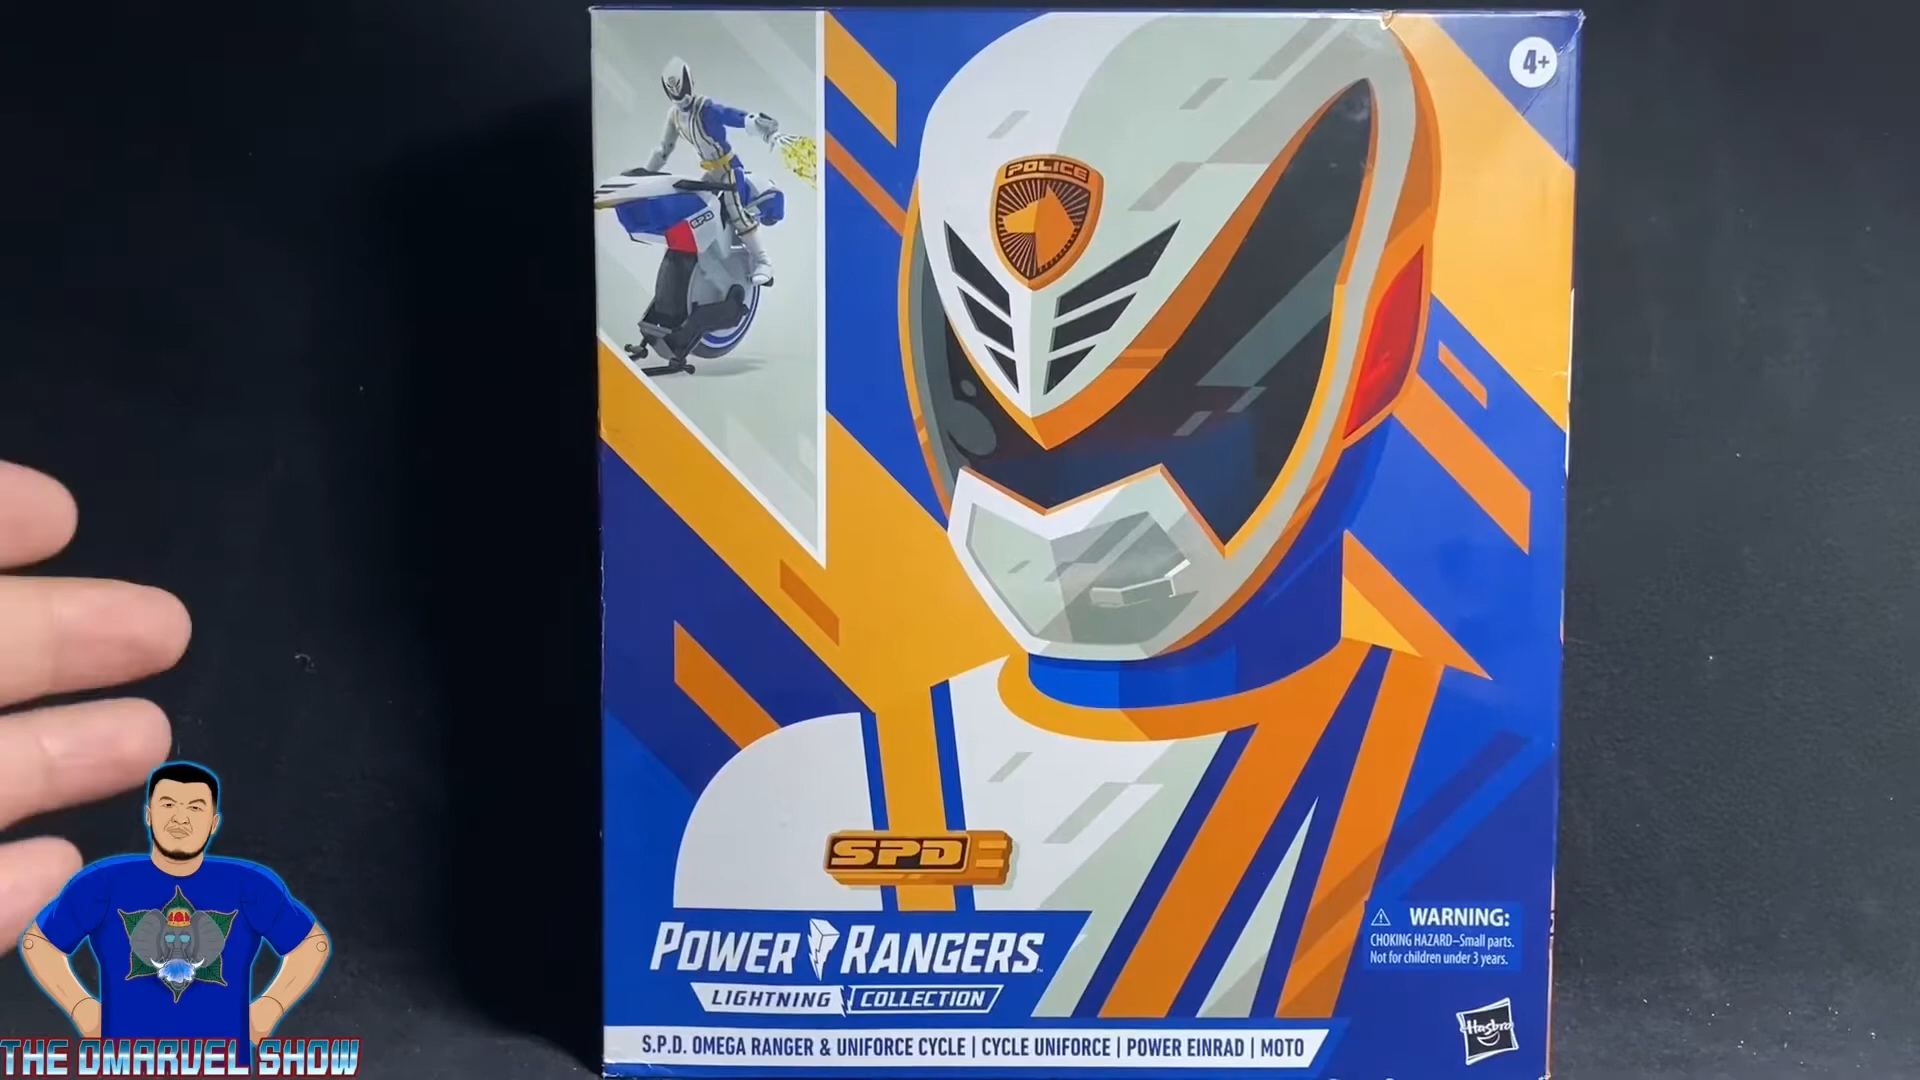 4+
POLICE
SPD
SPD
POWER RANGERS
LIGHTNING COLLECTION
WARNING:
CHOKING HAZARD–Small parts.
Not for children under 3 years.
Hasbro
S.P.D. OMEGA RANGER & UNIFORCE CYCLE | CYCLE UNIFORCE | POWER EINRAD | MOTO
THE OMARVEL SHOW